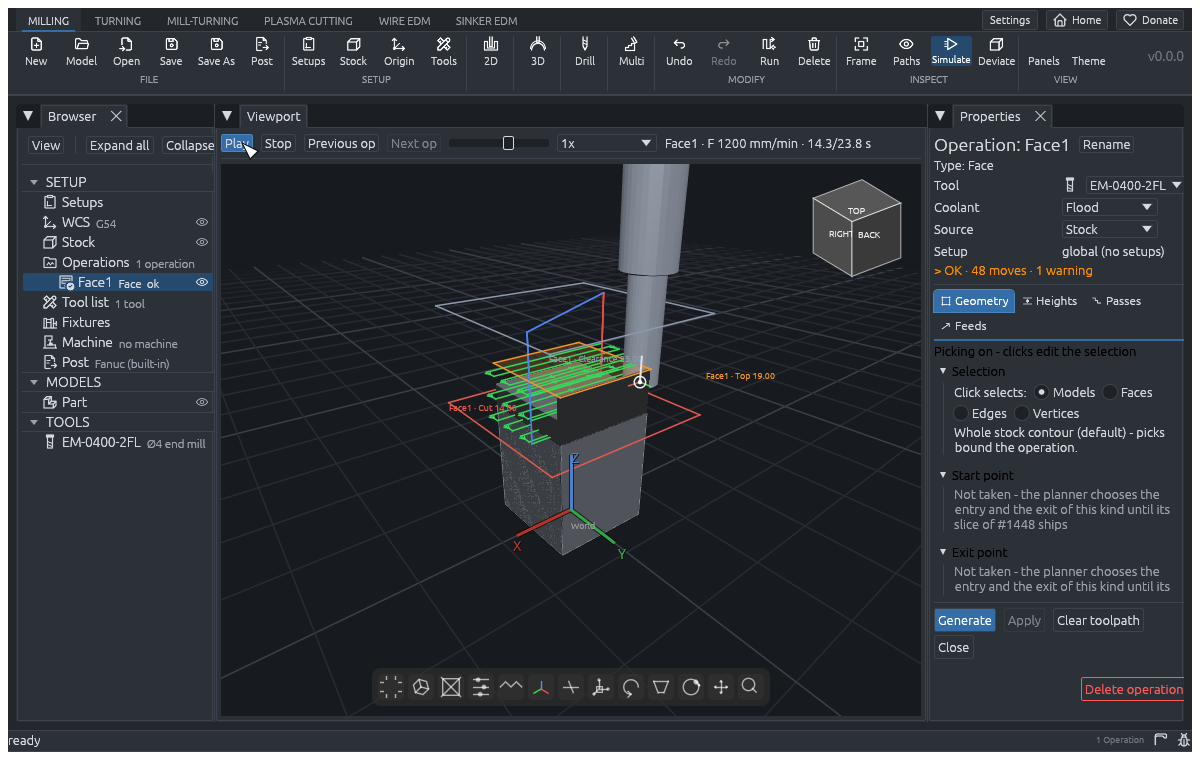 MILLING TURNING MILL-TURNING PLASMA CUTTING WIRE EDM SINKER EDM Settings Home Donate
New Model Open Save Save As Post Setups Stock Origin Tools 2D 3D Drill Multi Undo Redo Run Delete Frame Paths Simulate Deviate Panels Theme v0.0.0
FILE SETUP MODIFY INSPECT VIEW
Browser
View Expand all Collapse
SETUP
Setups
WCS G54
Stock
Operations 1 operation
Face1 Face ok
Tool list 1 tool
Fixtures
Machine no machine
Post Fanuc (built-in)
MODELS
Part
TOOLS
EM-0400-2FL Ø4 end mill
Viewport
Play Stop Previous op Next op 1x Face1 · F 1200 mm/min · 14.3/23.8 s
TOP
RIGHT BACK
Face1 - Clearance
Face1 - Top 19.00
Face1 - Cut 14.00
Z
World
X
Y
Properties
Operation: Face1 Rename
Type: Face
Tool EM-0400-2FL
Coolant Flood
Source Stock
Setup global (no setups)
> OK · 48 moves · 1 warning
Geometry Heights Passes
Feeds
Picking on - clicks edit the selection
Selection
Click selects: Models Faces
Edges Vertices
Whole stock contour (default) - picks
bound the operation.
Start point
Not taken - the planner chooses the
entry and the exit of this kind until its
slice of #1448 ships
Exit point
Not taken - the planner chooses the
entry and the exit of this kind until its
Generate Apply Clear toolpath
Close
Delete operation
ready 1 Operation